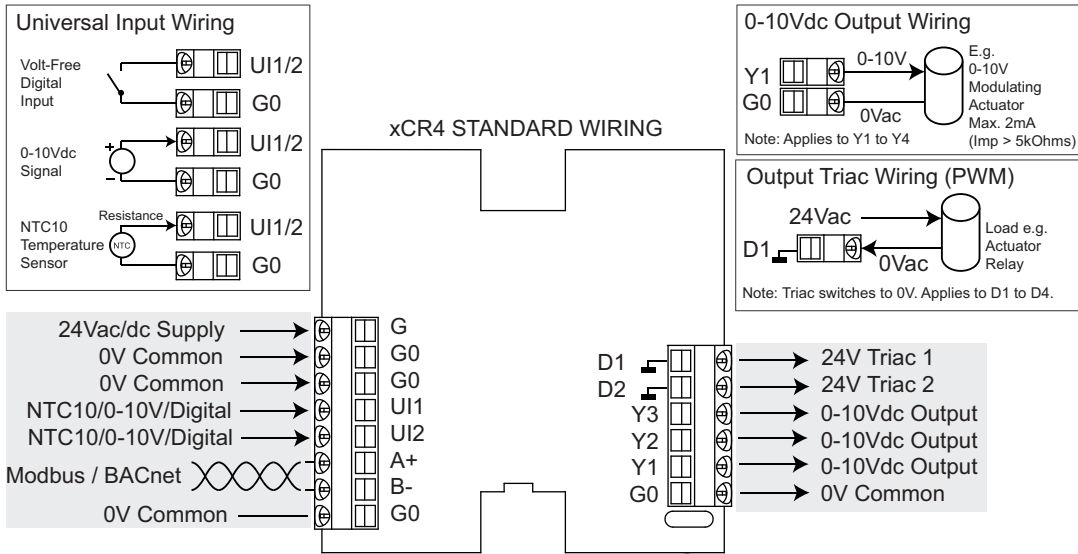 Universal Input Wiring
Volt-Free
Digital
Input
UI1/2
G0
0-10Vdc
Signal
+
-
UI1/2
G0
NTC10
Temperature
Sensor
Resistance
NTC
UI1/2
G0
xCR4 STANDARD WIRING
0-10Vdc Output Wiring
Y1
G0
0-10V
0Vac
E.g.
0-10V
Modulating
Actuator
Max. 2mA
(Imp > 5kOhms)
Note: Applies to Y1 to Y4
Output Triac Wiring (PWM)
24Vac
D1
0Vac
Load e.g.
Actuator
Relay
Note: Triac switches to 0V. Applies to D1 to D4.
24Vac/dc Supply G
0V Common G0
0V Common G0
NTC10/0-10V/Digital UI1
NTC10/0-10V/Digital UI2
Modbus / BACnet A+
B-
0V Common G0
D1 24V Triac 1
D2 24V Triac 2
Y3 0-10Vdc Output
Y2 0-10Vdc Output
Y1 0-10Vdc Output
G0 0V Common